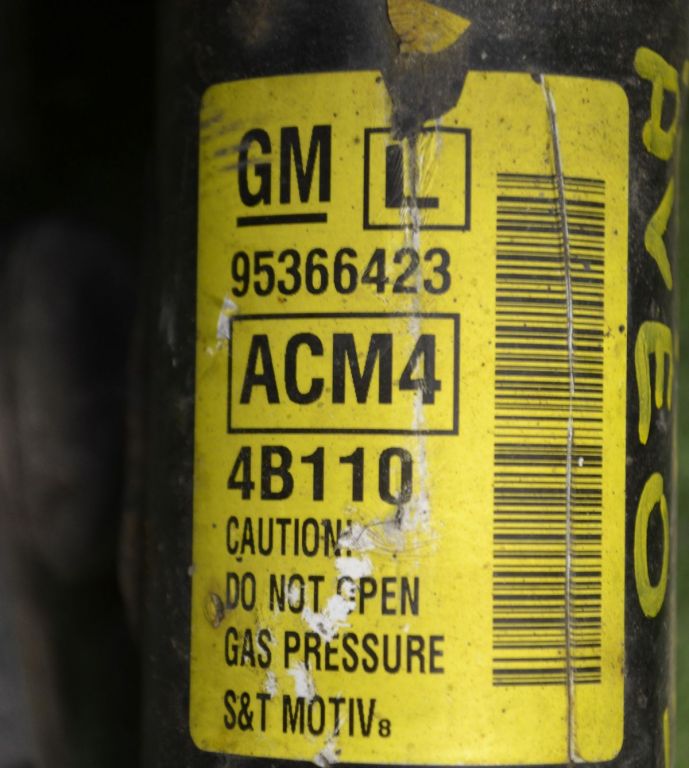 GM L
95366423
ACM4
4B110
CAUTION!
DO NOT OPEN
GAS PRESSURE
S&T MOTIV8
AVEO